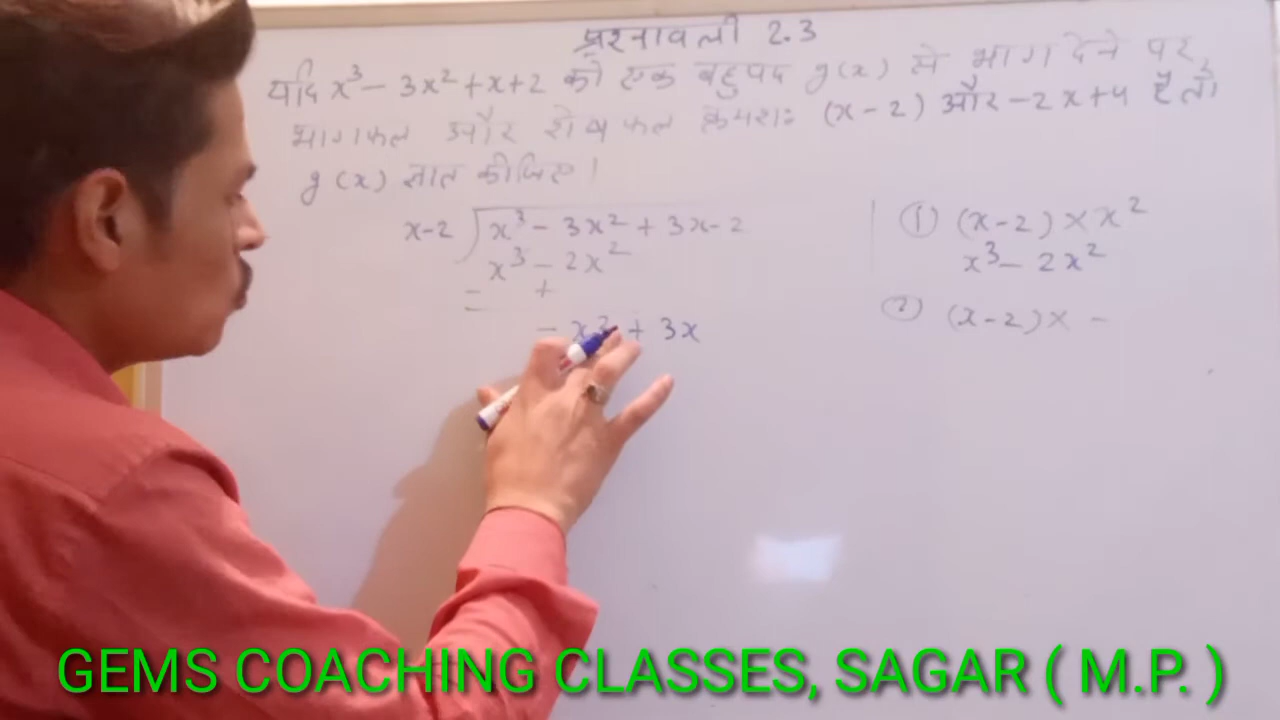 प्रश्नावली 2.3
यदि x³ - 3x² + x + 2 को एक बहुपद g(x) से भाग देने पर,
भागफल और शेषफल क्रमशः (x-2) और -2x+4 है तो
g(x) ज्ञात कीजिए।
x-2 x³ - 3x² + 3x - 2
x³ - 2x²
- +
- x² + 3x
① (x-2) × x²
x³ - 2x²
② (x-2) × -
GEMS COACHING CLASSES, SAGAR ( M.P. )